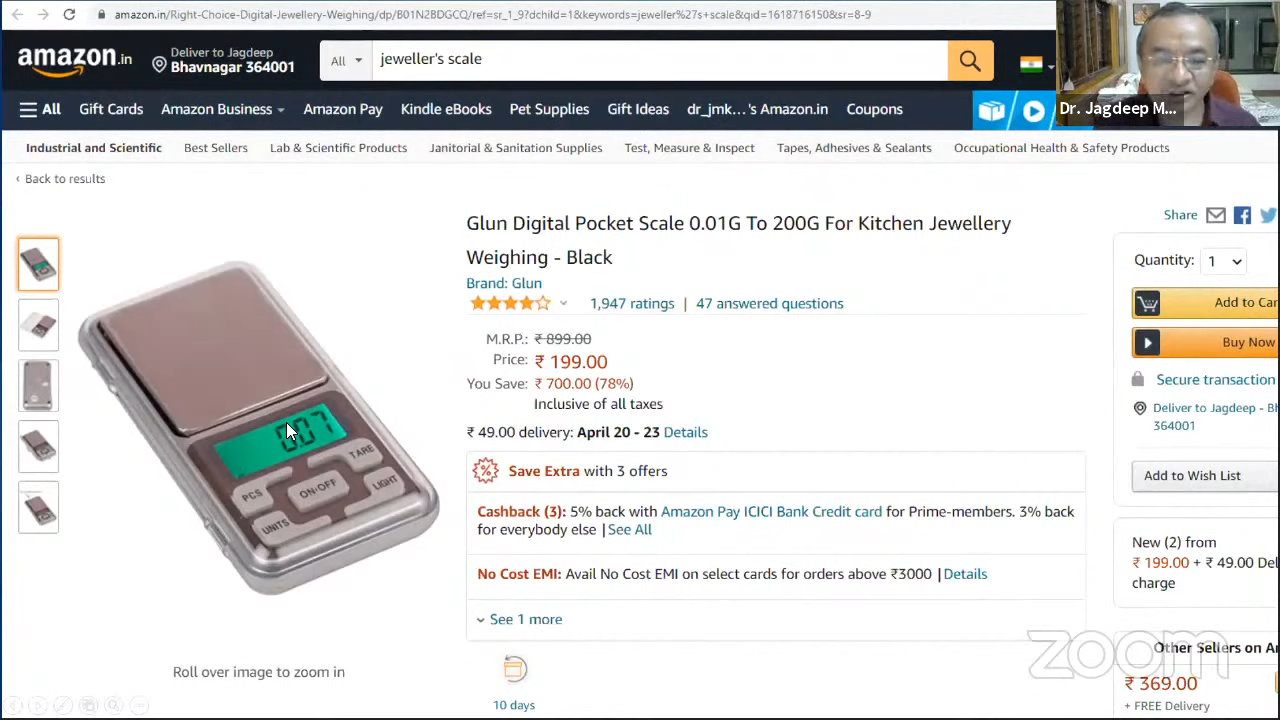 amazon.in/Right-Choice-Digital-Jewellery-Weighing/dp/B01N2BDGCQ/ref=sr_1_9?dchild=1&keywords=jeweller%27s+scale&qid=1618716150&sr=8-9
amazon.in
Deliver to Jagdeep
Bhavnagar 364001
All
jeweller's scale
All
Gift Cards
Amazon Business
Amazon Pay
Kindle eBooks
Pet Supplies
Gift Ideas
dr_jmk...'s Amazon.in
Coupons
Dr. Jagdeep M...
Industrial and Scientific
Best Sellers
Lab & Scientific Products
Janitorial & Sanitation Supplies
Test, Measure & Inspect
Tapes, Adhesives & Sealants
Occupational Health & Safety Products
‹ Back to results
Glun Digital Pocket Scale 0.01G To 200G For Kitchen Jewellery
Weighing - Black
Brand: Glun
1,947 ratings | 47 answered questions
M.R.P.: ₹ 899.00
Price: ₹ 199.00
You Save: ₹ 700.00 (78%)
Inclusive of all taxes
₹ 49.00 delivery: April 20 - 23 Details
Save Extra with 3 offers
Cashback (3): 5% back with Amazon Pay ICICI Bank Credit card for Prime-members. 3% back
for everybody else | See All
No Cost EMI: Avail No Cost EMI on select cards for orders above ₹3000 | Details
See 1 more
10 days
0.07
TARE
PCS
ON•OFF
LIGHT
UNITS
Roll over image to zoom in
Share
Quantity: 1
Add to Car
Buy Now
Secure transaction
Deliver to Jagdeep - Bh
364001
Add to Wish List
New (2) from
₹ 199.00 + ₹ 49.00 Del
charge
Other Sellers on Am
₹ 369.00
+ FREE Delivery
zoom